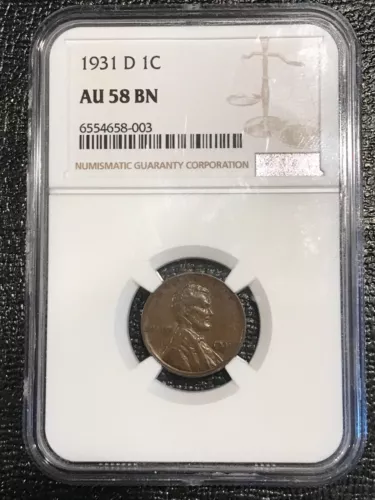 1931 D 1C
AU 58 BN
6554658-003
NUMISMATIC GUARANTY CORPORATION